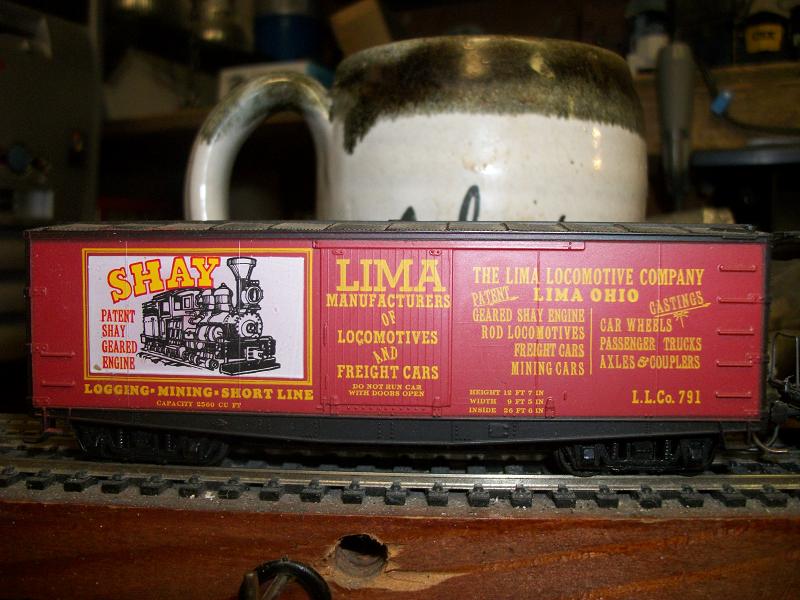 SHAY
PATENT
SHAY
GEARED
ENGINE
LOGGING-MINING-SHORT LINE
CAPACITY 2560 CU FT
LIMA
MANUFACTURERS
OF
LOCOMOTIVES
AND
FREIGHT CARS
DO NOT RUN CAR
WITH DOORS OPEN
THE LIMA LOCOMOTIVE COMPANY
PATENT LIMA OHIO
GEARED SHAY ENGINE
ROD LOCOMOTIVES
FREIGHT CARS
MINING CARS
CASTINGS
CAR WHEELS
PASSENGER TRUCKS
AXLES & COUPLERS
HEIGHT 12 FT 7 IN
WIDTH 9 FT 5 IN
INSIDE 26 FT 6 IN
L.L.Co. 791